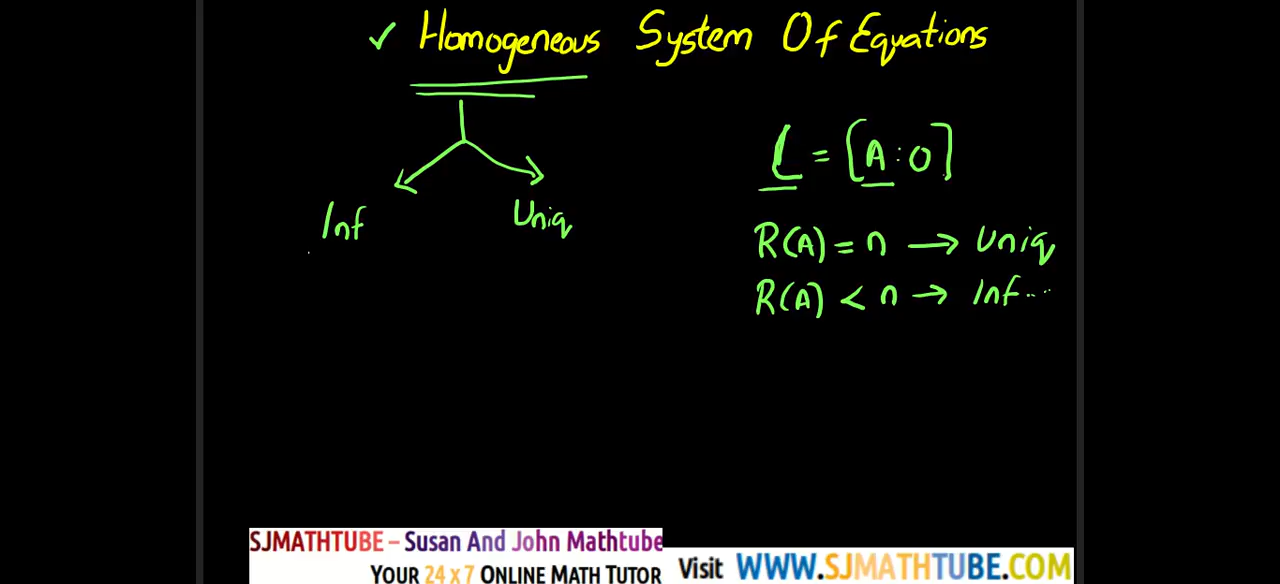 ✓ Homogeneous System Of Equations
Inf
Uniq
L = [A : 0]
R(A) = n → Uniq
R(A) < n → Inf...
SJMATHTUBE – Susan And John Mathtube
YOUR 24 x 7 ONLINE MATH TUTOR
Visit WWW.SJMATHTUBE.COM